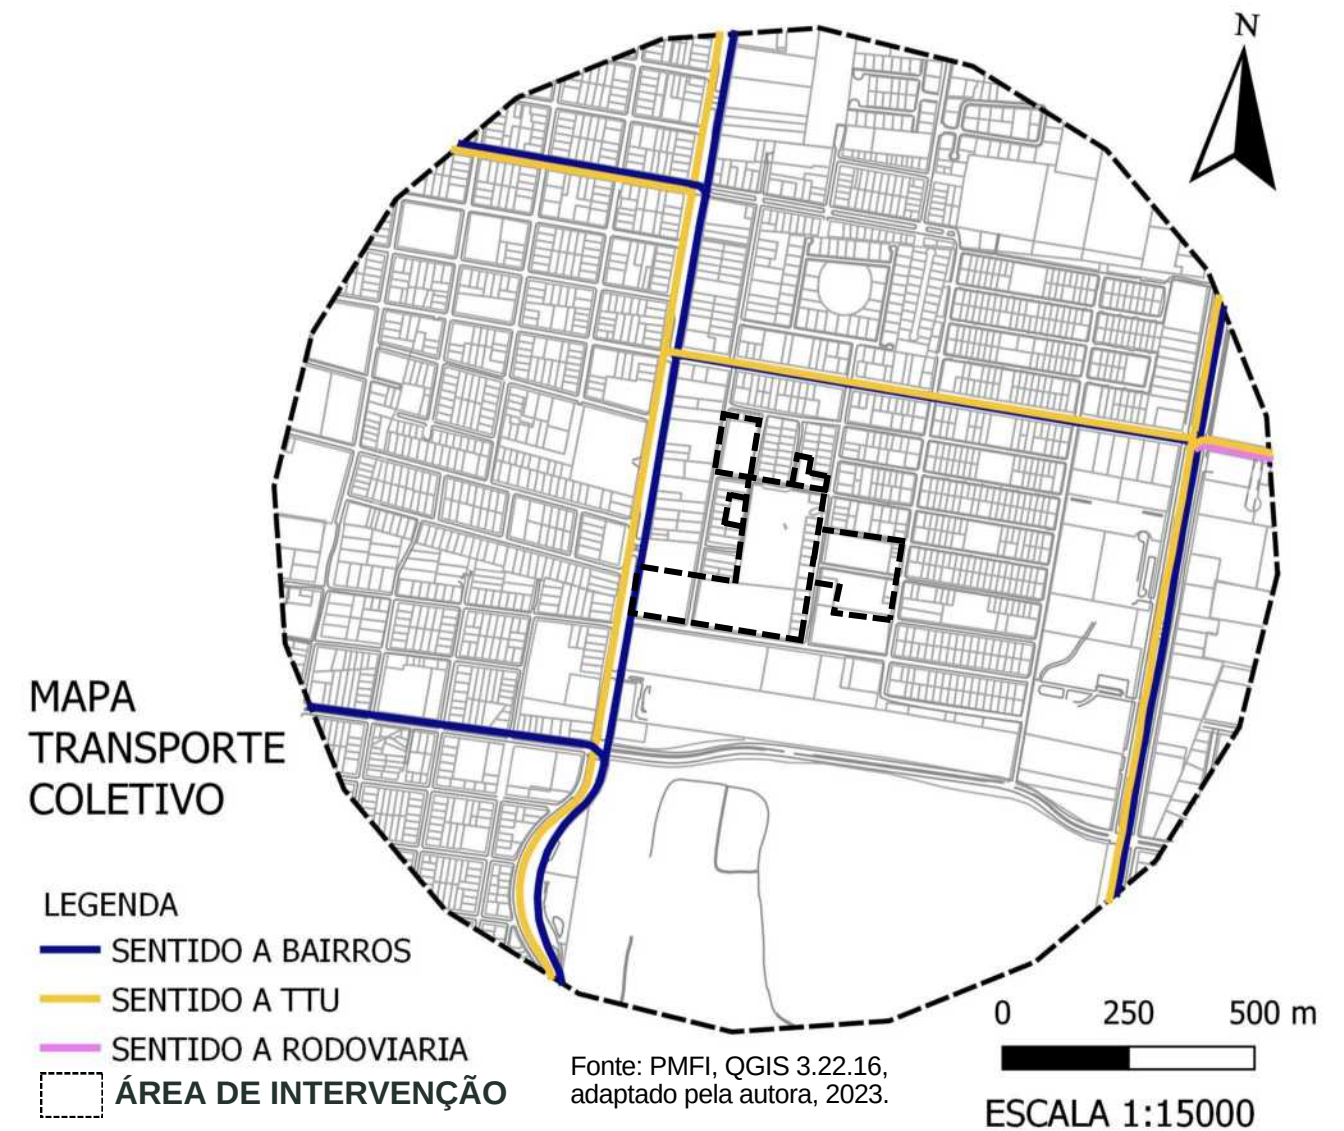 N
MAPA
TRANSPORTE
COLETIVO
LEGENDA
SENTIDO A BAIRROS
SENTIDO A TTU
SENTIDO A RODOVIARIA
ÁREA DE INTERVENÇÃO
Fonte: PMFI, QGIS 3.22.16,
adaptado pela autora, 2023.
0 250 500 m
ESCALA 1:15000